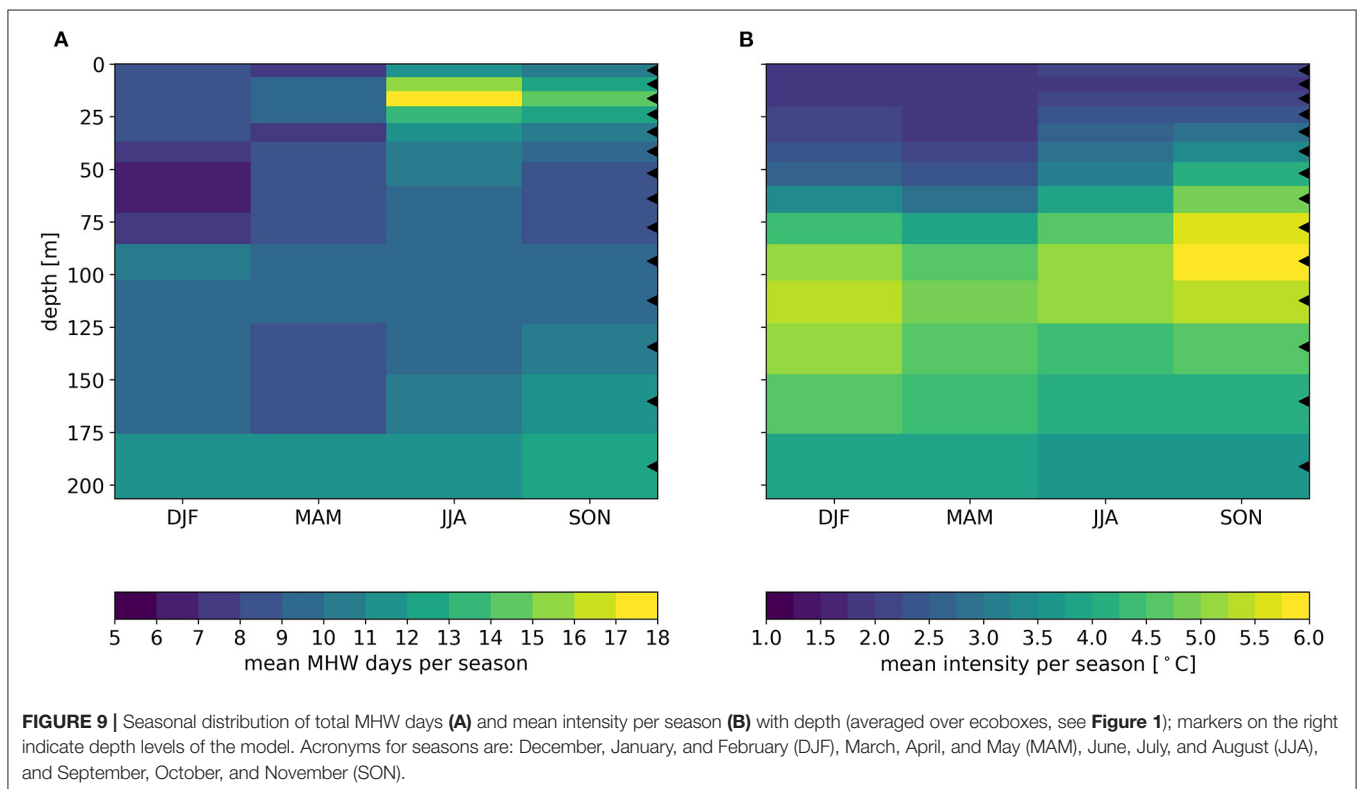 A
B
0
25
50
75
100
125
150
175
200
depth [m]
DJF MAM JJA SON
DJF MAM JJA SON
5 6 7 8 9 10 11 12 13 14 15 16 17 18
mean MHW days per season
1.0 1.5 2.0 2.5 3.0 3.5 4.0 4.5 5.0 5.5 6.0
mean intensity per season [°C]
FIGURE 9 | Seasonal distribution of total MHW days (A) and mean intensity per season (B) with depth (averaged over ecoboxes, see Figure 1); markers on the right
indicate depth levels of the model. Acronyms for seasons are: December, January, and February (DJF), March, April, and May (MAM), June, July, and August (JJA),
and September, October, and November (SON).